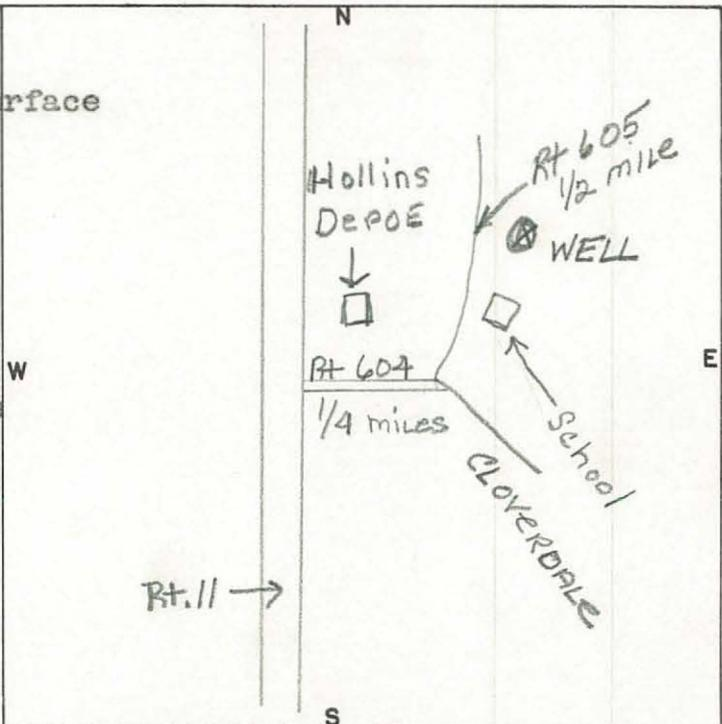 N
rface
Rt 605
1/2 mile
Hollins
DEPOE
WELL
W
E
Rt 604
1/4 miles
School
CLOVERDALE
Rt.11
S